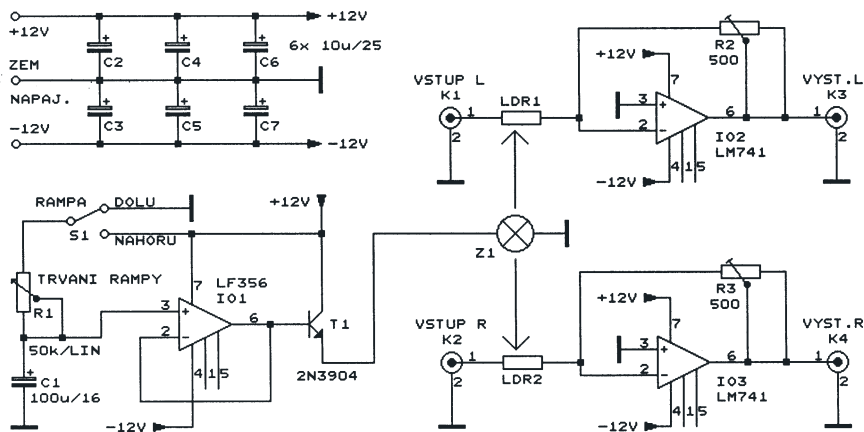 +12V
+12V
C2
C4
C6
6x 10u/25
ZEM
NAPAJ.
C3
C5
C7
-12V
-12V
VSTUP L
K1
1
2
LDR1
+12V
7
3
2
6
IO2
LM741
4
1
5
-12V
R2
500
VYST.L
K3
1
2
RAMPA
DOLU
S1
NAHORU
+12V
TRVANI RAMPY
R1
50k/LIN
C1
100u/16
7
LF356
IO1
3
2
6
4
1
5
-12V
T1
2N3904
Z1
VSTUP R
K2
1
2
LDR2
+12V
7
3
2
6
IO3
LM741
4
1
5
-12V
R3
500
VYST.R
K4
1
2